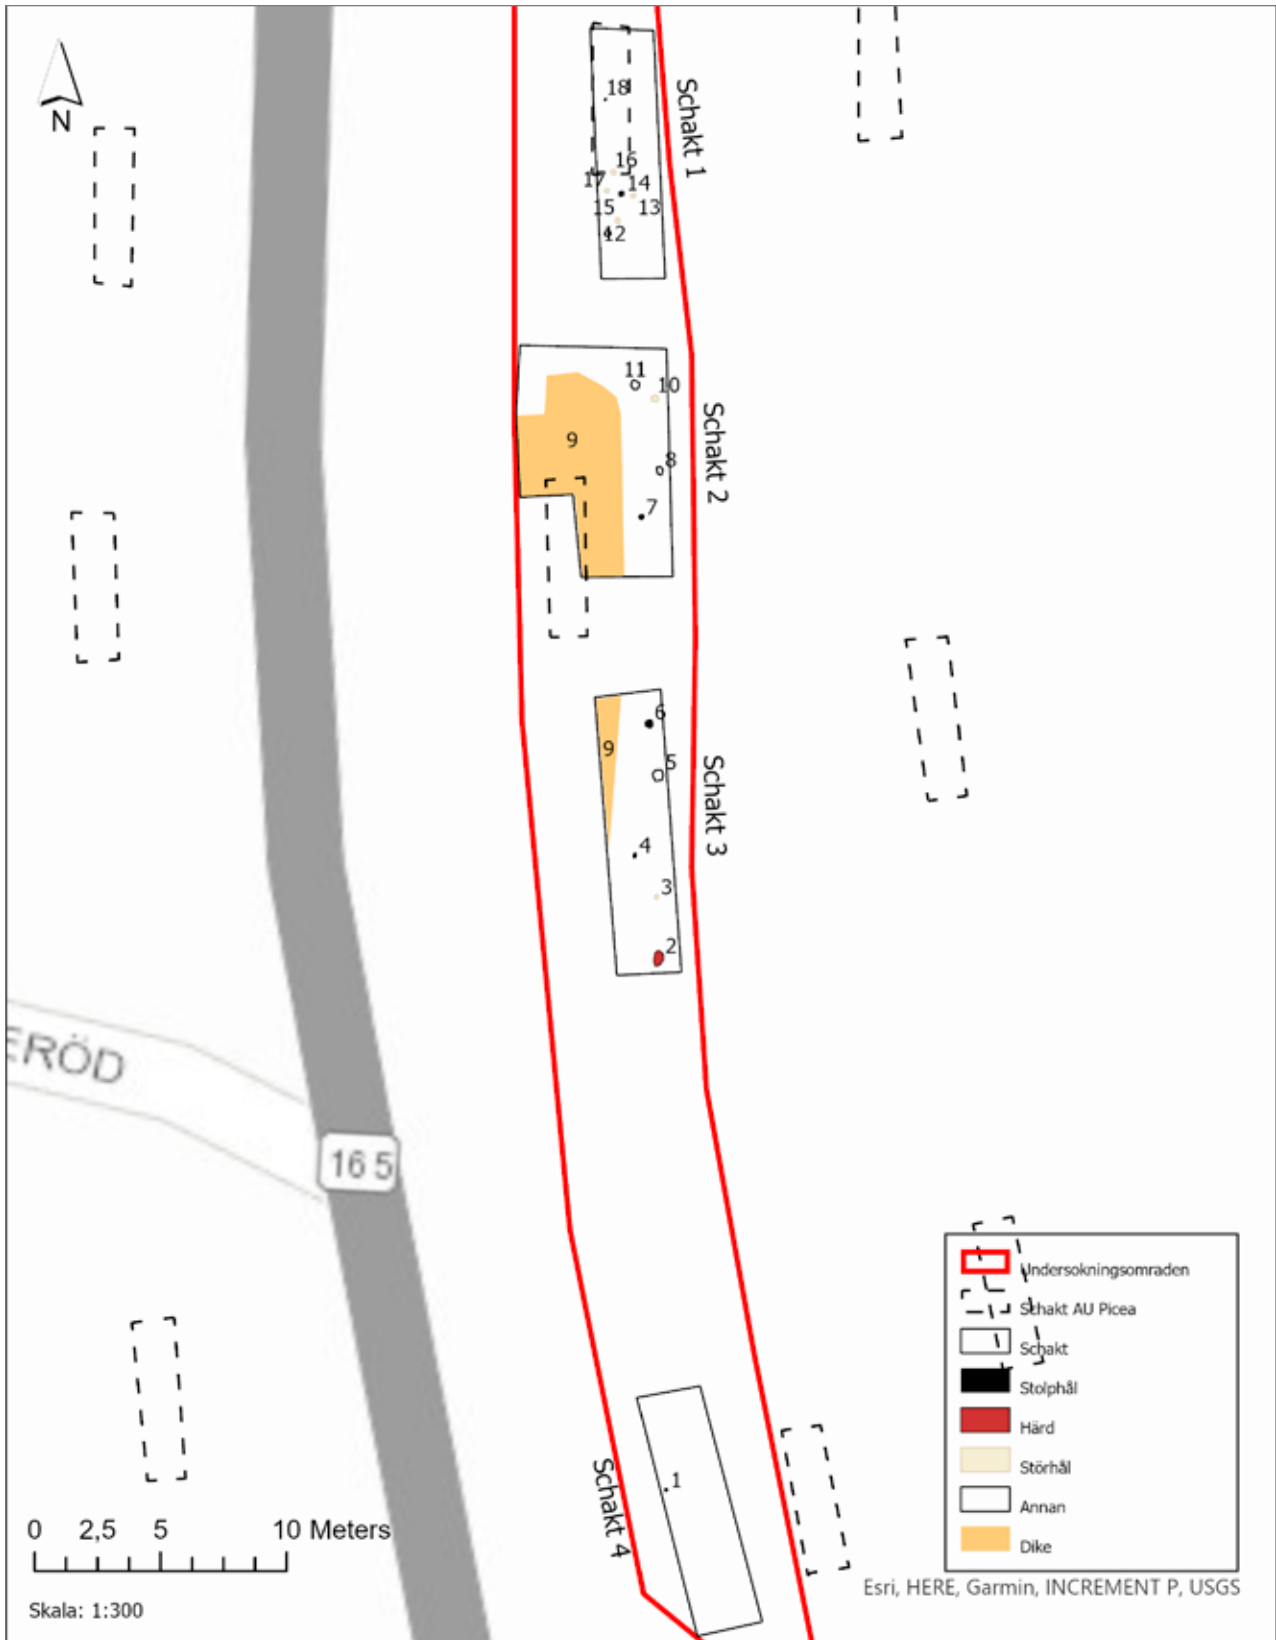 N
18
Schakt 1
16
17
14
15
13
12
11
10
Schakt 2
9
8
7
6
9
5
Schakt 3
4
3
2
ERÖD
16 5
Undersokningsomraden
Schakt AU Picea
Schakt
Stolphål
Härd
Störhål
Annan
Dike
1
Schakt 4
0 2,5 5 10 Meters
Esri, HERE, Garmin, INCREMENT P, USGS
Skala: 1:300